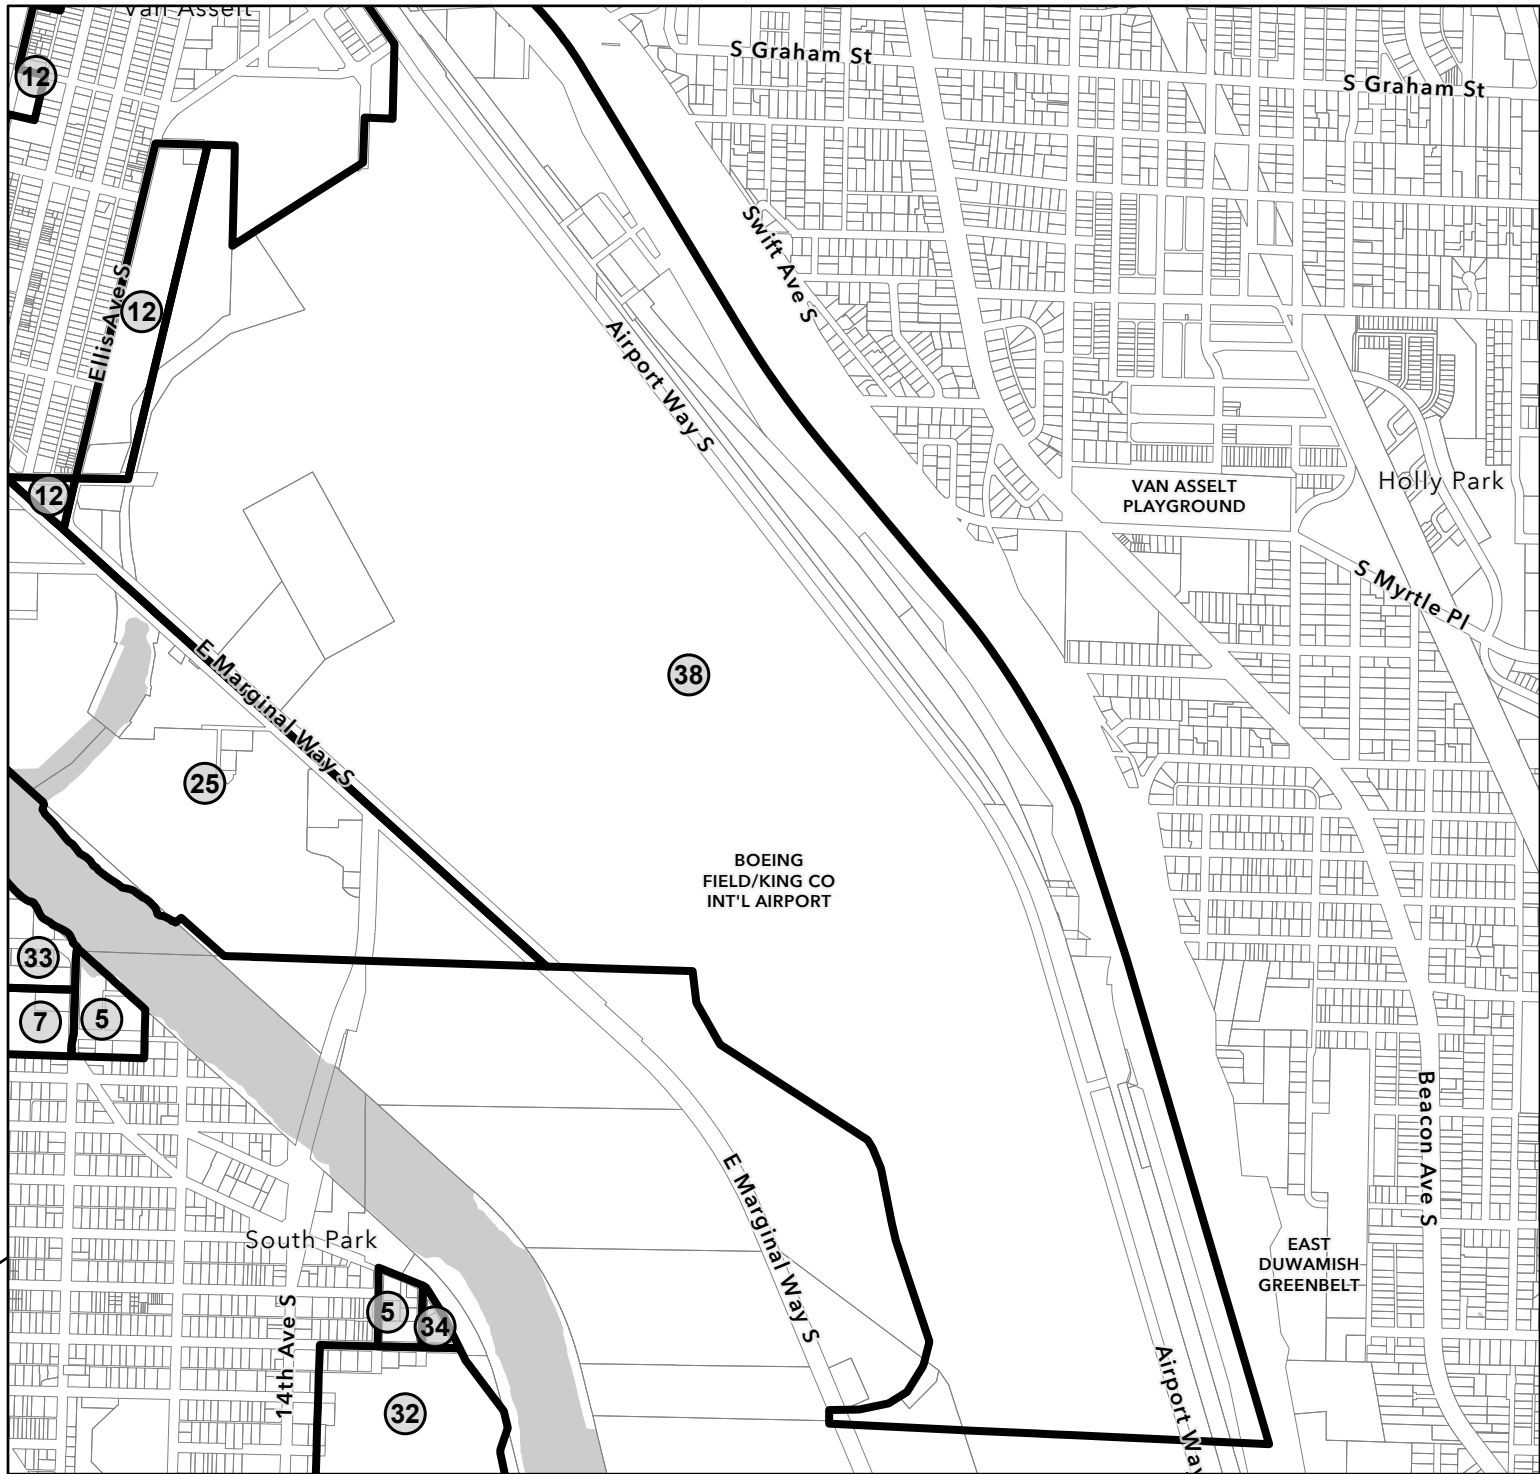 Van Asselt
S Graham St
S Graham St
12
Swift Ave S
Ellis Ave S
12
Airport Way S
12
VAN ASSELT
PLAYGROUND
Holly Park
S Myrtle Pl
E Marginal Way S
38
25
BOEING
FIELD/KING CO
INT'L AIRPORT
33
7
5
Beacon Ave S
E Marginal Way S
South Park
EAST
DUWAMISH
GREENBELT
5
34
14th Ave S
Airport Way
32